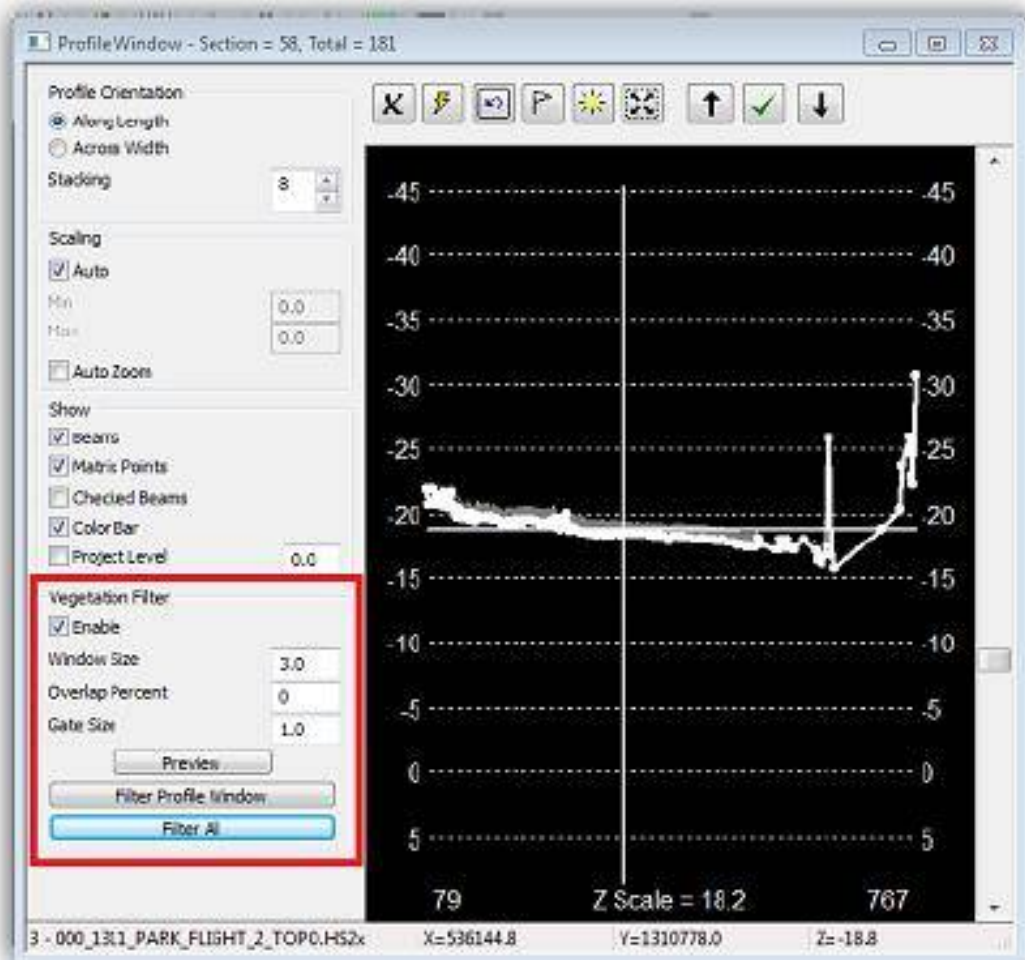 ProfileWindow - Section = 58, Total = 181
Profile Orientation
Along Length
Across Width
Stacking 8
Scaling
Auto
Min 0.0
Max 0.0
Auto Zoom
Show
Beams
Matrix Points
Checked Beams
Color Bar
Project Level 0.0
Vegetation Filter
Enable
Window Size 3.0
Overlap Percent 0
Gate Size 1.0
Preview
Filter Profile Window
Filter All
-45 -45
-40 -40
-35 -35
-30 -30
-25 -25
-20 -20
-15 -15
-10 -10
-5 -5
0 0
5 5
79 Z Scale = 18.2 767
3 - 000_1311_PARK_FLIGHT_2_TOP0.HS2x X=536144.8 Y=1310778.0 Z=-18.8